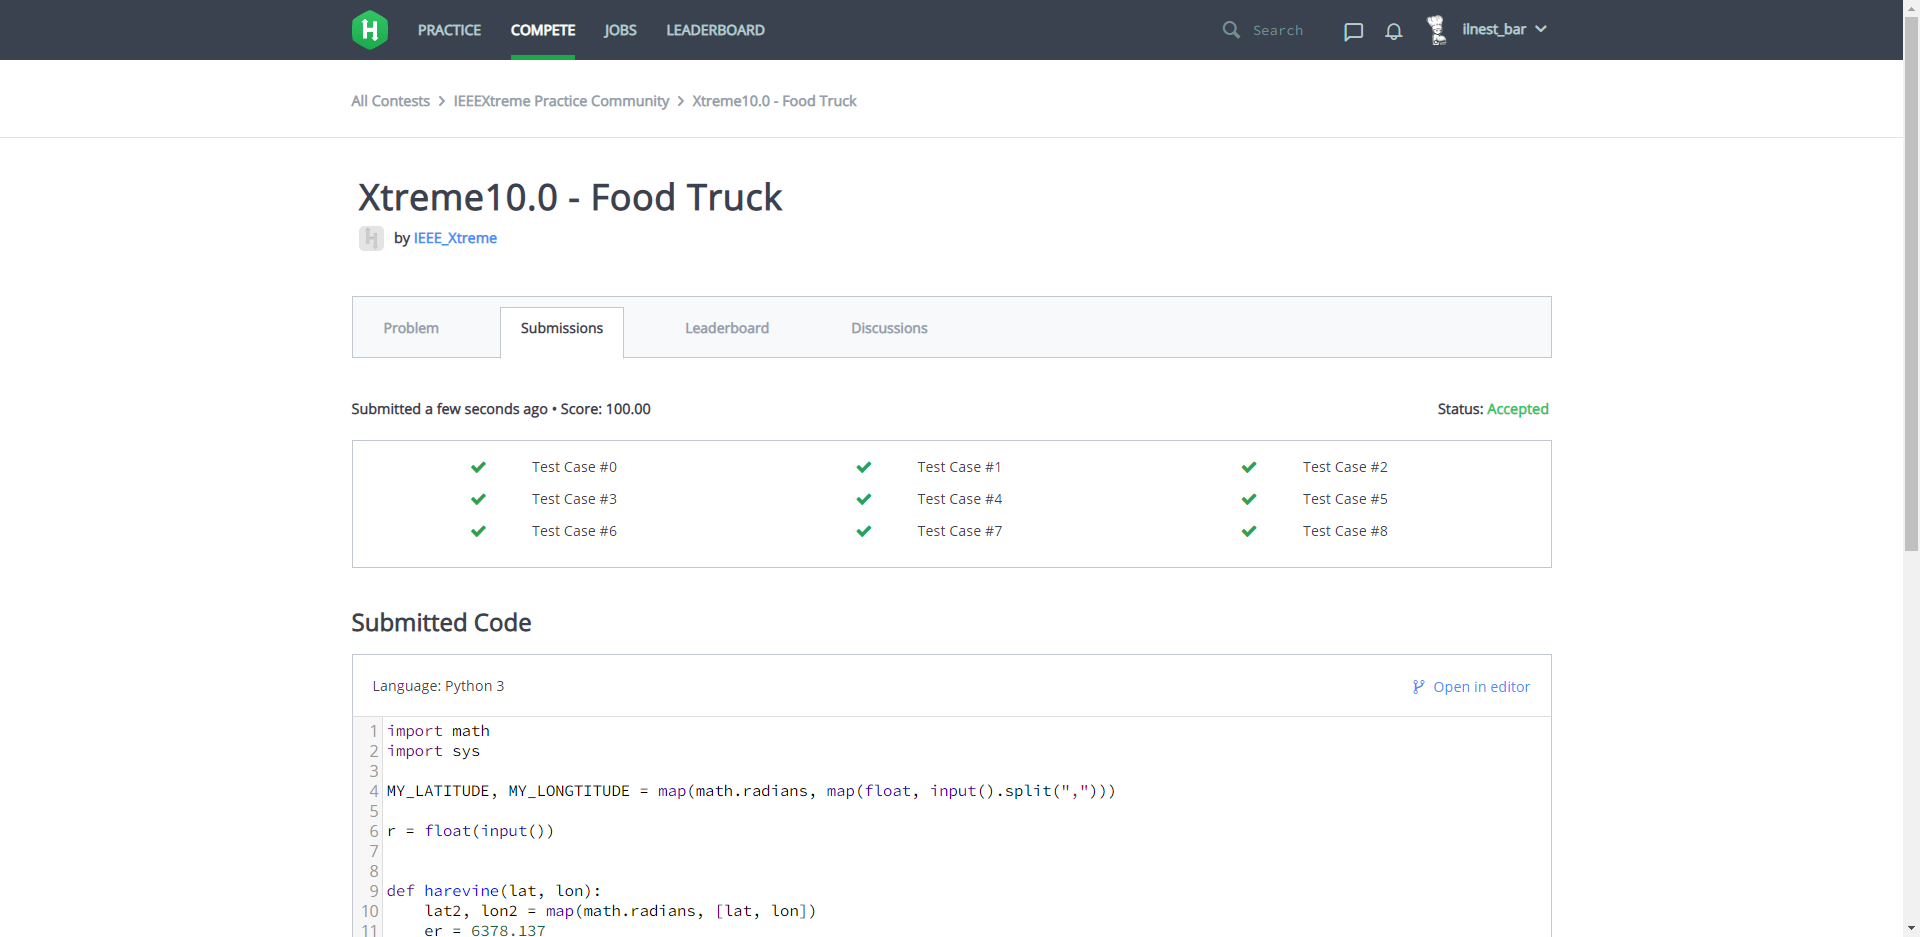 PRACTICE COMPETE JOBS LEADERBOARD Search ilnest_bar
All Contests > IEEEXtreme Practice Community > Xtreme10.0 - Food Truck
Xtreme10.0 - Food Truck
by IEEE_Xtreme
Problem Submissions Leaderboard Discussions
Submitted a few seconds ago • Score: 100.00 Status: Accepted
Test Case #0 Test Case #1 Test Case #2
Test Case #3 Test Case #4 Test Case #5
Test Case #6 Test Case #7 Test Case #8
Submitted Code
Language: Python 3 Open in editor
1 import math
2 import sys
3
4 MY_LATITUDE, MY_LONGTITUDE = map(math.radians, map(float, input().split(",")))
5
6 r = float(input())
7
8
9 def harevine(lat, lon):
10     lat2, lon2 = map(math.radians, [lat, lon])
11     er = 6378.137